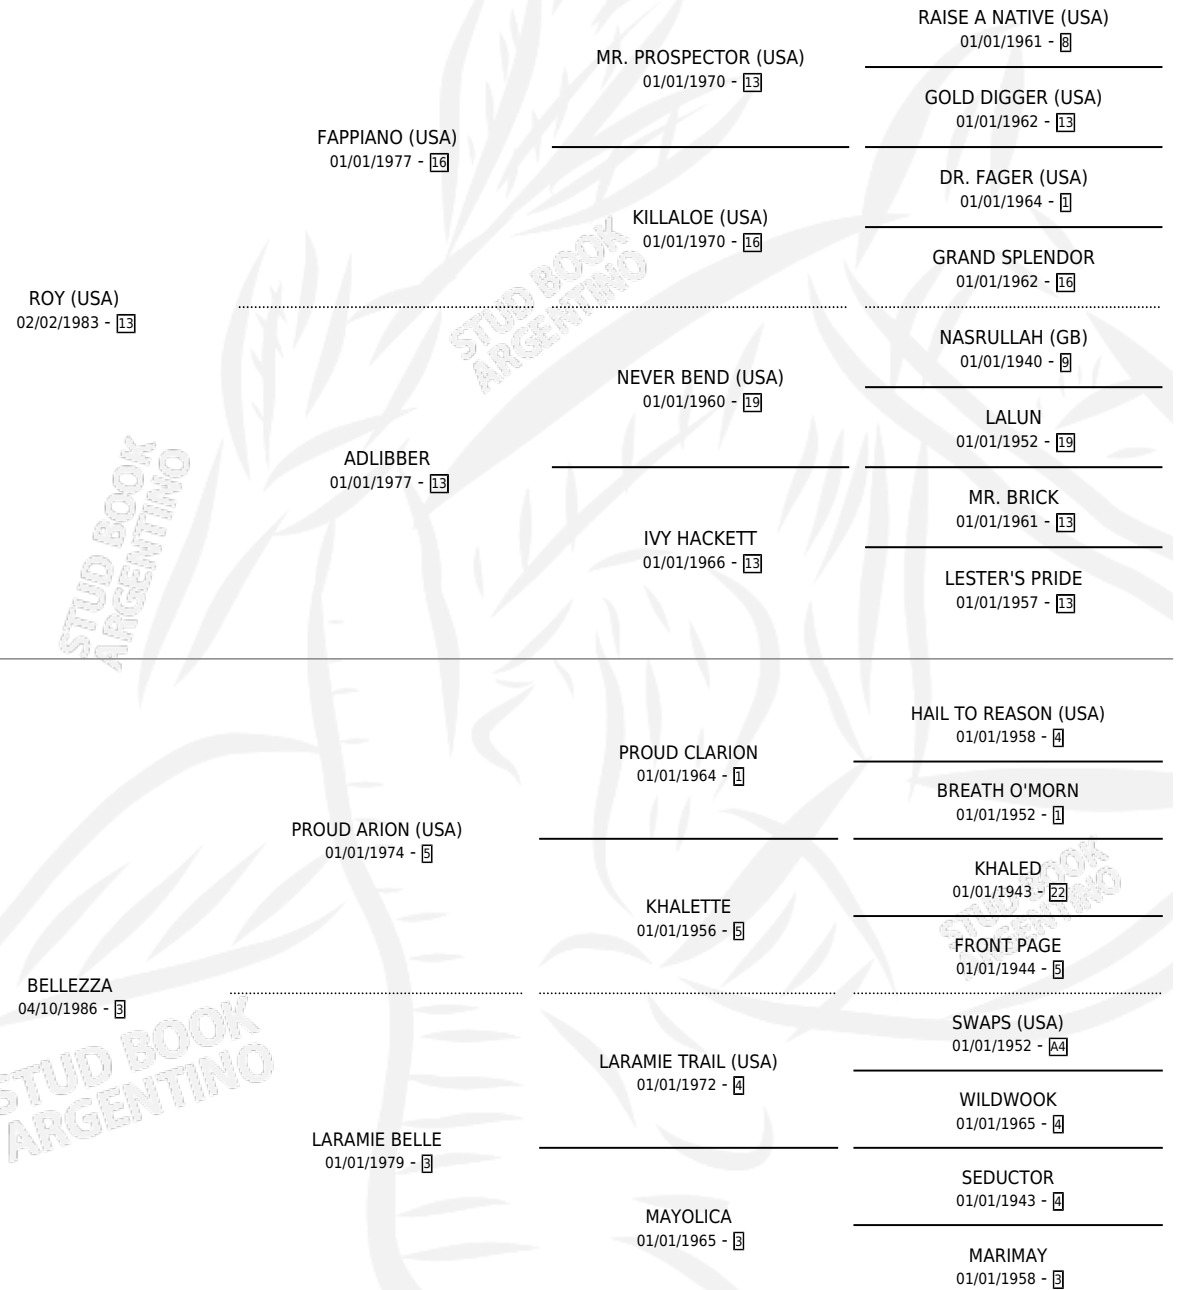 RAISE A NATIVE (USA)
01/01/1961 - 8
MR. PROSPECTOR (USA)
01/01/1970 - 13
GOLD DIGGER (USA)
01/01/1962 - 13
FAPPIANO (USA)
01/01/1977 - 16
DR. FAGER (USA)
01/01/1964 - 1
KILLALOE (USA)
01/01/1970 - 16
GRAND SPLENDOR
01/01/1962 - 16
ROY (USA)
02/02/1983 - 13
NASRULLAH (GB)
01/01/1940 - 9
NEVER BEND (USA)
01/01/1960 - 19
LALUN
01/01/1952 - 19
ADLIBBER
01/01/1977 - 13
MR. BRICK
01/01/1961 - 13
IVY HACKETT
01/01/1966 - 13
LESTER'S PRIDE
01/01/1957 - 13
STUD BOOK
ARGENTINO
STUD BOOK
ARGENTINO
HAIL TO REASON (USA)
01/01/1958 - 4
PROUD CLARION
01/01/1964 - 1
BREATH O'MORN
01/01/1952 - 1
PROUD ARION (USA)
01/01/1974 - 5
KHALED
01/01/1943 - 22
KHALETTE
01/01/1956 - 5
FRONT PAGE
01/01/1944 - 5
BELLEZZA
04/10/1986 - 3
SWAPS (USA)
01/01/1952 - A4
LARAMIE TRAIL (USA)
01/01/1972 - 4
WILDWOOK
01/01/1965 - 4
LARAMIE BELLE
01/01/1979 - 3
SEDUCTOR
01/01/1943 - 4
MAYOLICA
01/01/1965 - 3
MARIMAY
01/01/1958 - 3
STUD BOOK
ARGENTINO
STUD BOOK
ARGENTINO